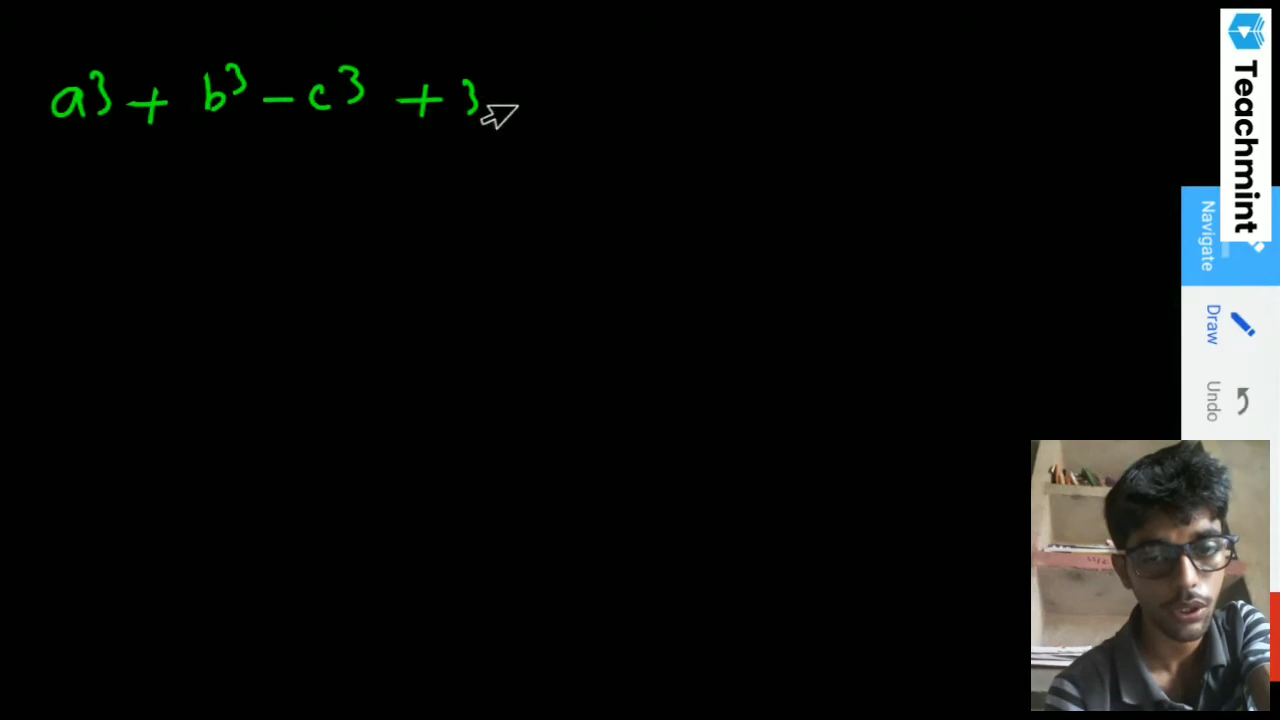 a³ + b³ - c³ + 3
Teachmint
Navigate
Draw
Undo